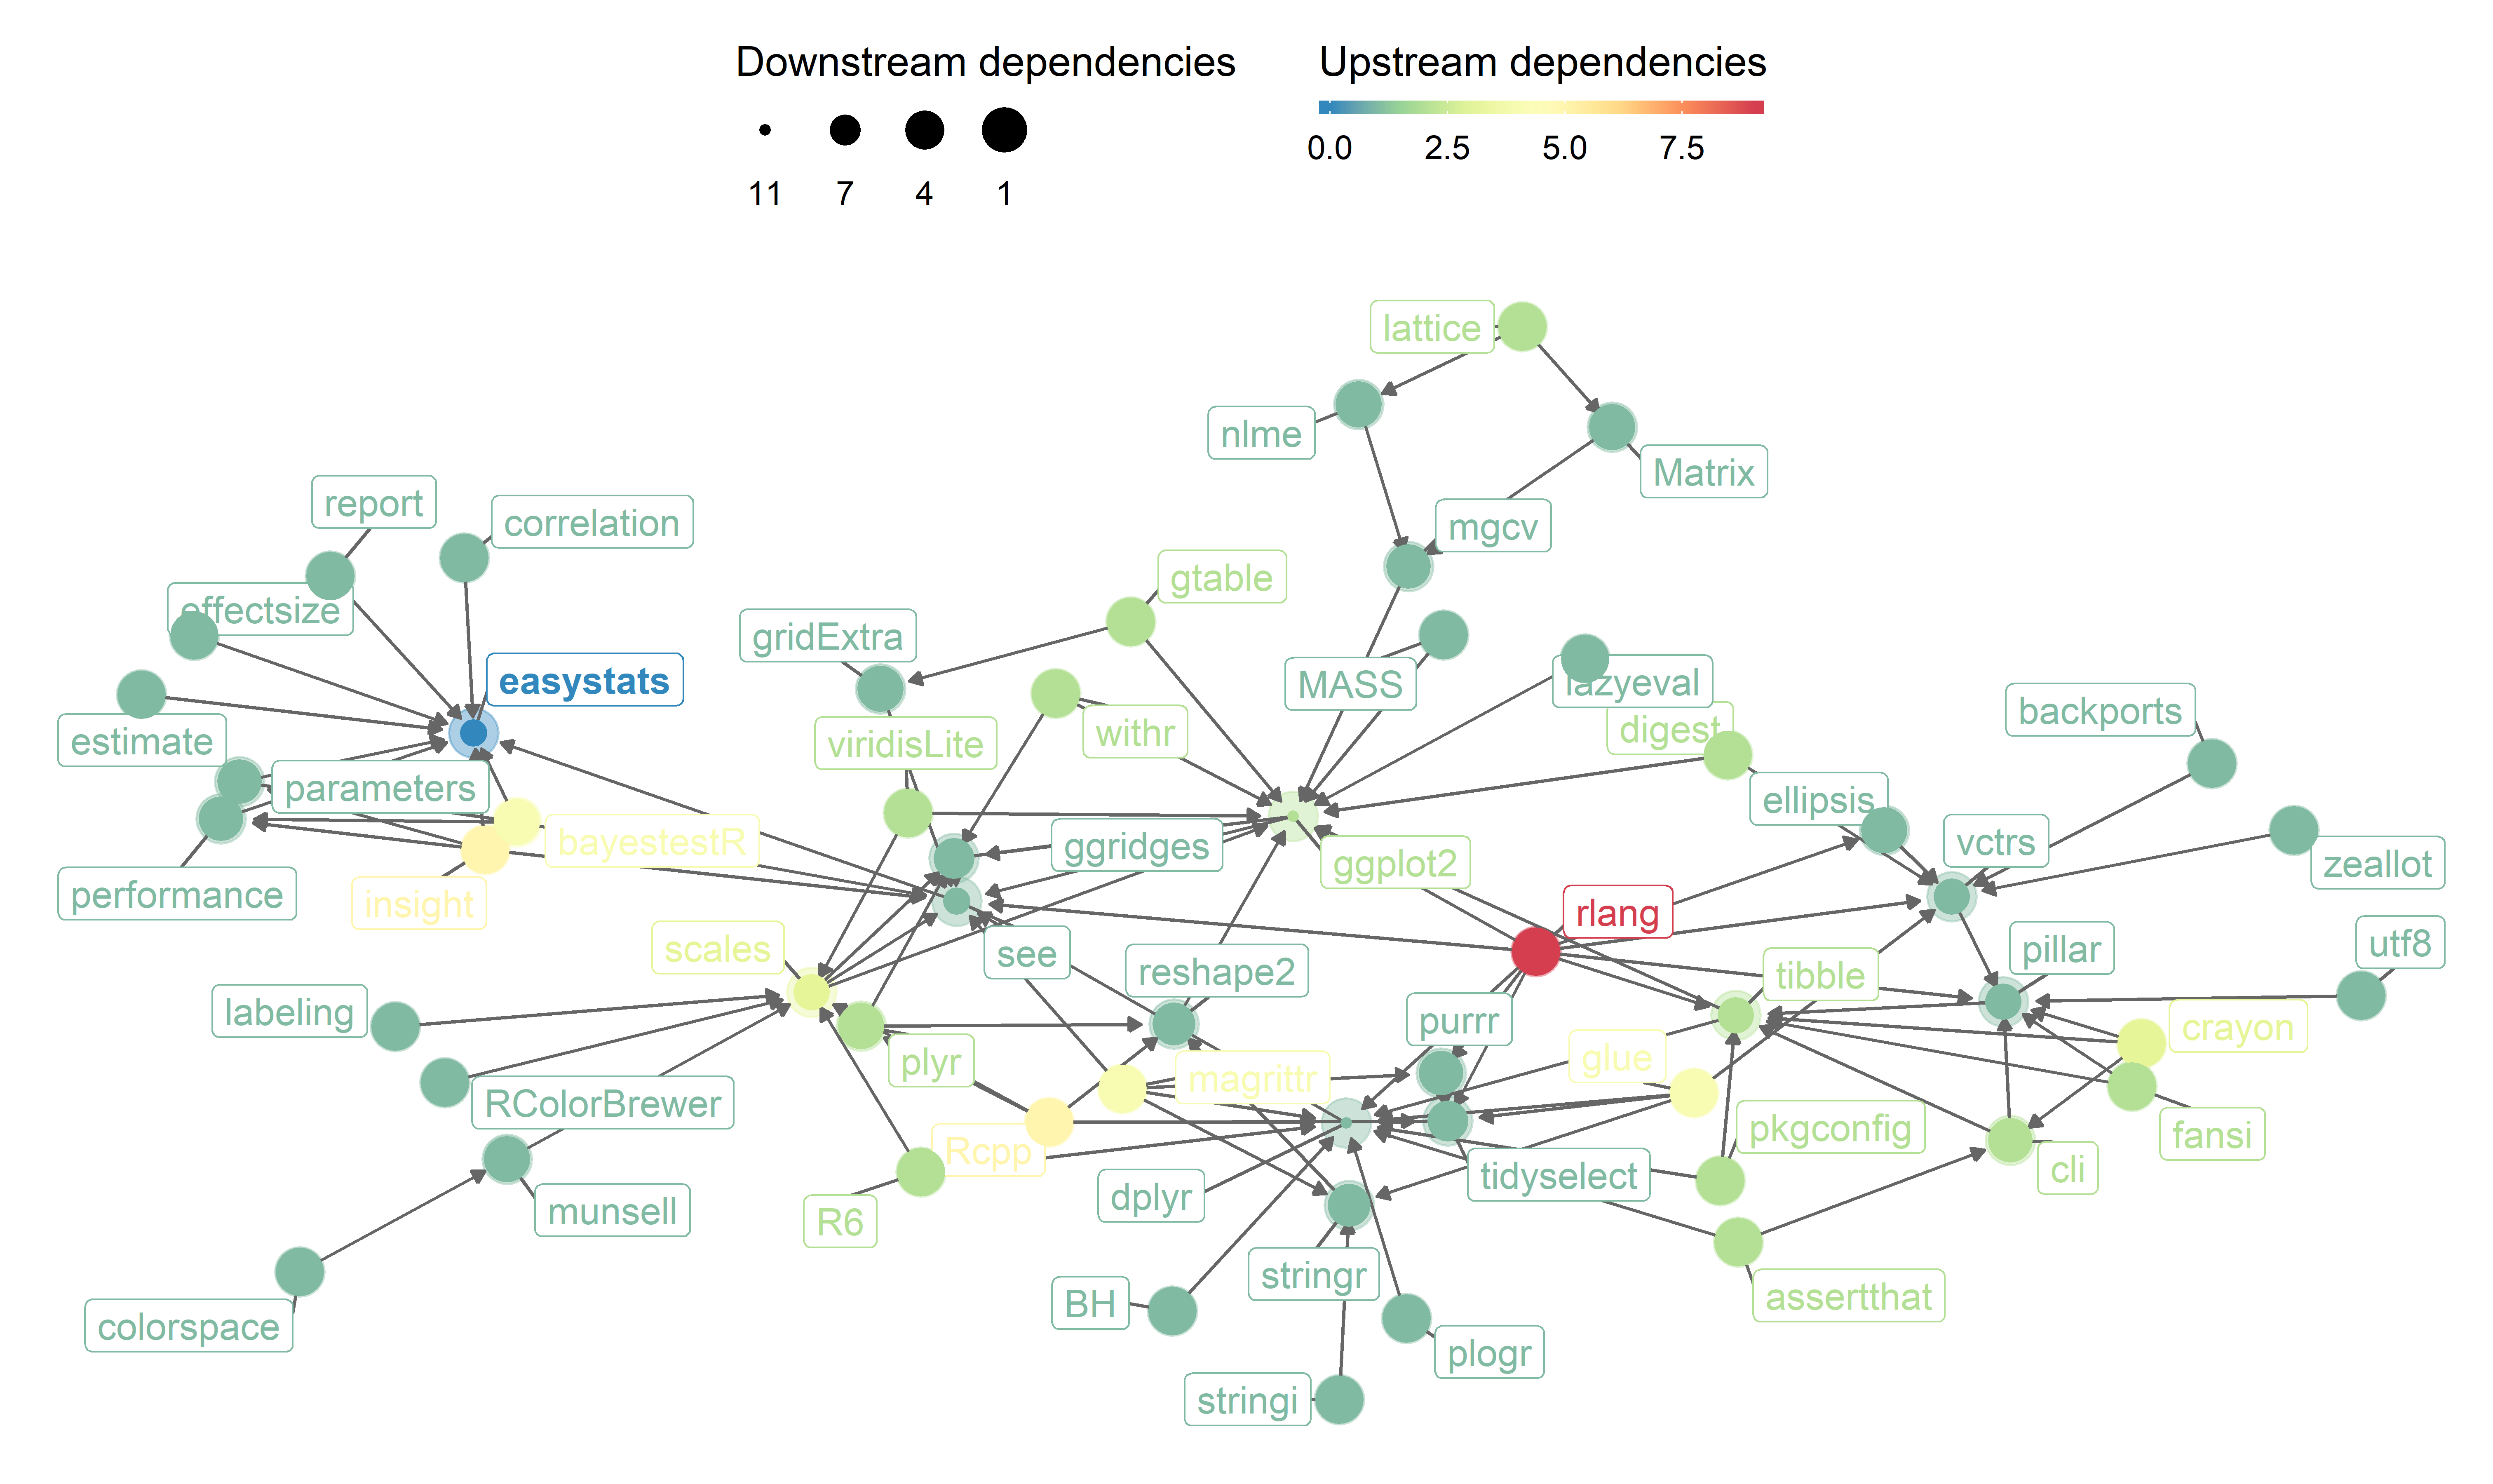 Downstream dependencies
11 7 4 1
Upstream dependencies
0.0 2.5 5.0 7.5
lattice
nlme
Matrix
report
correlation
mgcv
gtable
effectsize
gridExtra
easystats
MASS
lazyeval
backports
estimate
viridisLite
withr
digest
parameters
ellipsis
bayestestR
ggridges
vctrs
ggplot2
zeallot
performance
insight
rlang
scales
see
reshape2
tibble
pillar
utf8
labeling
purrr
crayon
plyr
magrittr
glue
RColorBrewer
pkgconfig
fansi
Rcpp
cli
tidyselect
dplyr
munsell
R6
stringr
assertthat
BH
colorspace
plogr
stringi